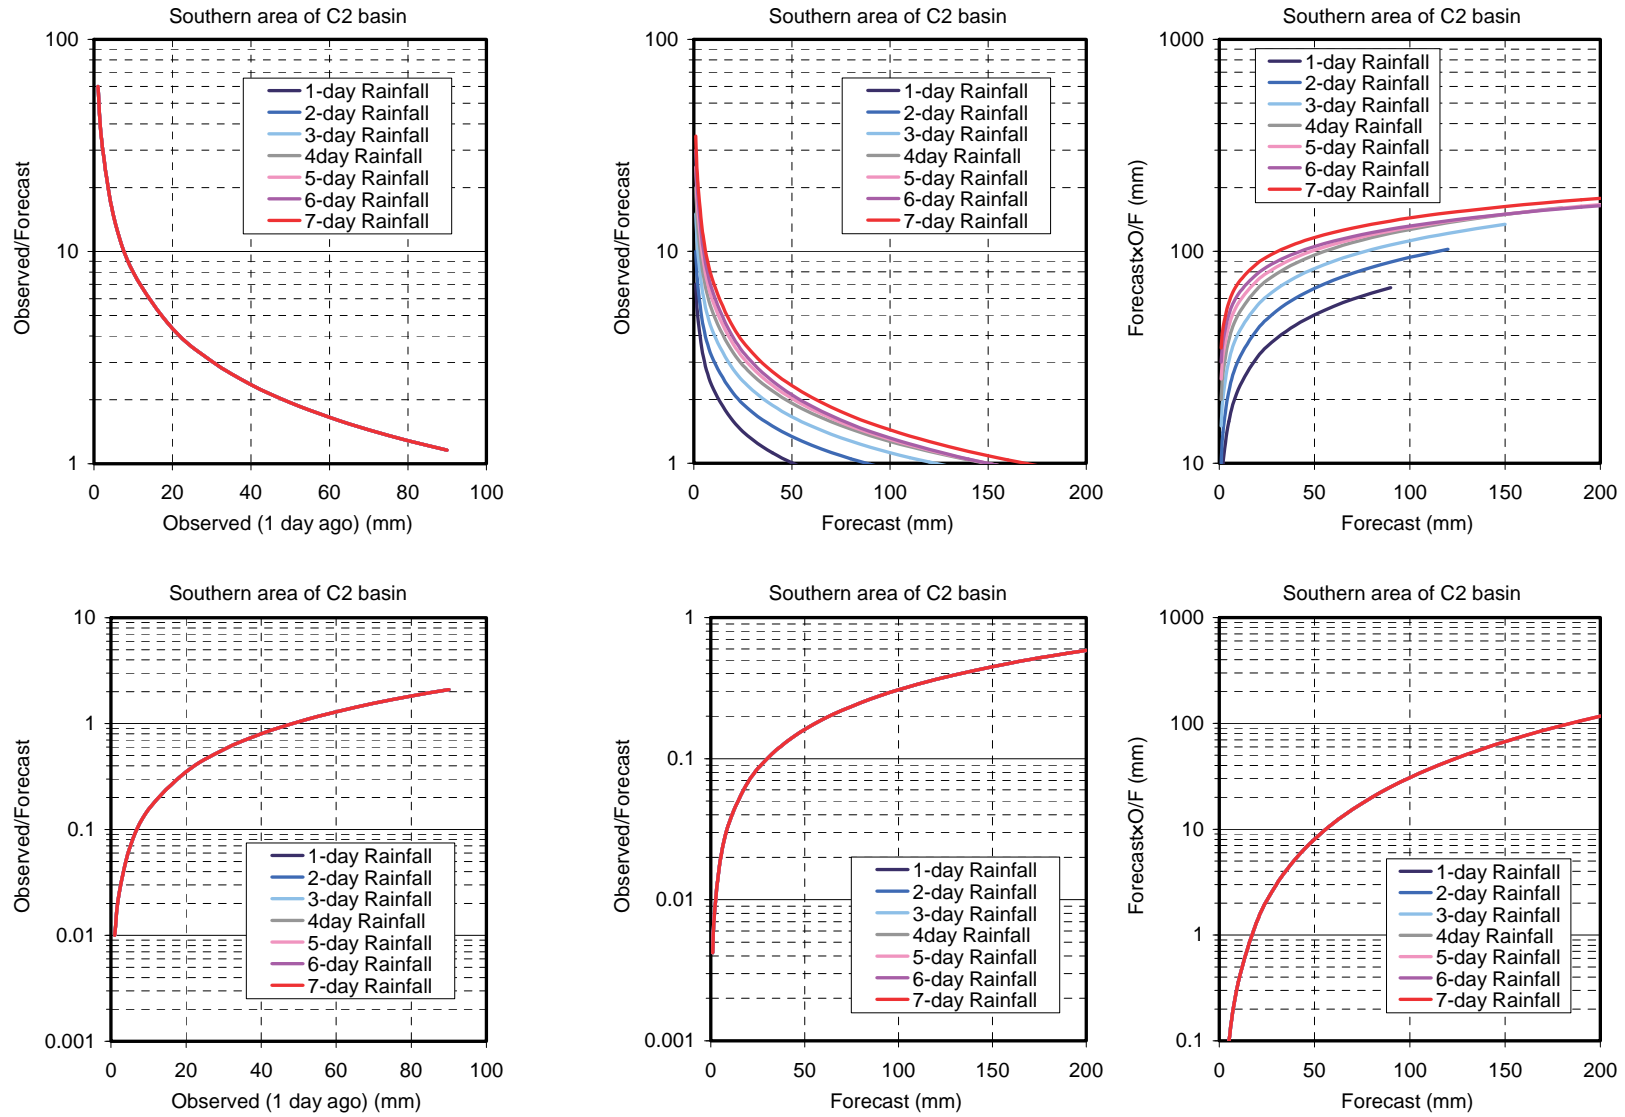 Southern area of C2 basin
100
10
1
Observed/Forecast
1-day Rainfall
2-day Rainfall
3-day Rainfall
4day Rainfall
5-day Rainfall
6-day Rainfall
7-day Rainfall
0 20 40 60 80 100
Observed (1 day ago) (mm)
Southern area of C2 basin
100
10
1
Observed/Forecast
1-day Rainfall
2-day Rainfall
3-day Rainfall
4day Rainfall
5-day Rainfall
6-day Rainfall
7-day Rainfall
0 50 100 150 200
Forecast (mm)
Southern area of C2 basin
1000
100
10
ForecastxO/F (mm)
1-day Rainfall
2-day Rainfall
3-day Rainfall
4day Rainfall
5-day Rainfall
6-day Rainfall
7-day Rainfall
0 50 100 150 200
Forecast (mm)
Southern area of C2 basin
10
1
0.1
0.01
0.001
Observed/Forecast
1-day Rainfall
2-day Rainfall
3-day Rainfall
4day Rainfall
5-day Rainfall
6-day Rainfall
7-day Rainfall
0 20 40 60 80 100
Observed (1 day ago) (mm)
Southern area of C2 basin
1
0.1
0.01
0.001
Observed/Forecast
1-day Rainfall
2-day Rainfall
3-day Rainfall
4day Rainfall
5-day Rainfall
6-day Rainfall
7-day Rainfall
0 50 100 150 200
Forecast (mm)
Southern area of C2 basin
1000
100
10
1
0.1
ForecastxO/F (mm)
1-day Rainfall
2-day Rainfall
3-day Rainfall
4day Rainfall
5-day Rainfall
6-day Rainfall
7-day Rainfall
0 50 100 150 200
Forecast (mm)